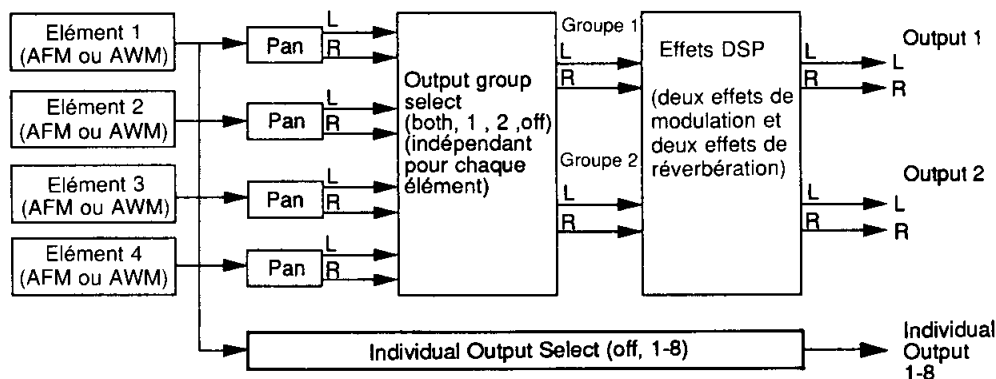 Elément 1
(AFM ou AWM)
Elément 2
(AFM ou AWM)
Elément 3
(AFM ou AWM)
Elément 4
(AFM ou AWM)
Pan
L
R
Pan
L
R
Pan
L
R
Pan
L
R
Output group
select
(both, 1 , 2 ,off)
(indépendant
pour chaque
élément)
Groupe 1
L
R
Groupe 2
L
R
Effets DSP
(deux effets de
modulation et
deux effets de
réverbération)
L
R
Output 1
L
R
L
R
Output 2
L
R
Individual Output Select (off, 1-8)
Individual
Output
1-8